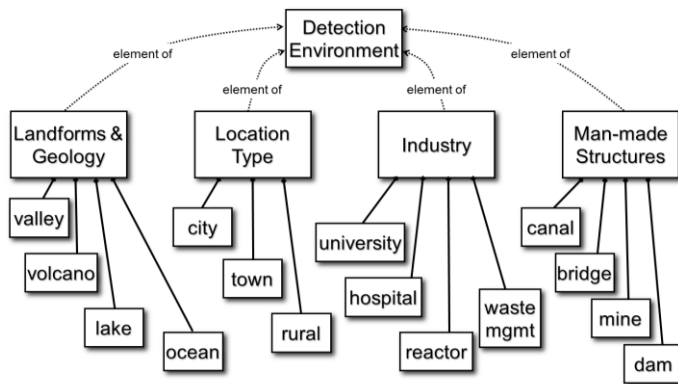 Detection
Environment
element of
element of
element of
element of
Landforms &
Geology
Location
Type
Industry
Man-made
Structures
valley
volcano
lake
ocean
city
town
rural
university
hospital
reactor
waste
mgmt
canal
bridge
mine
dam